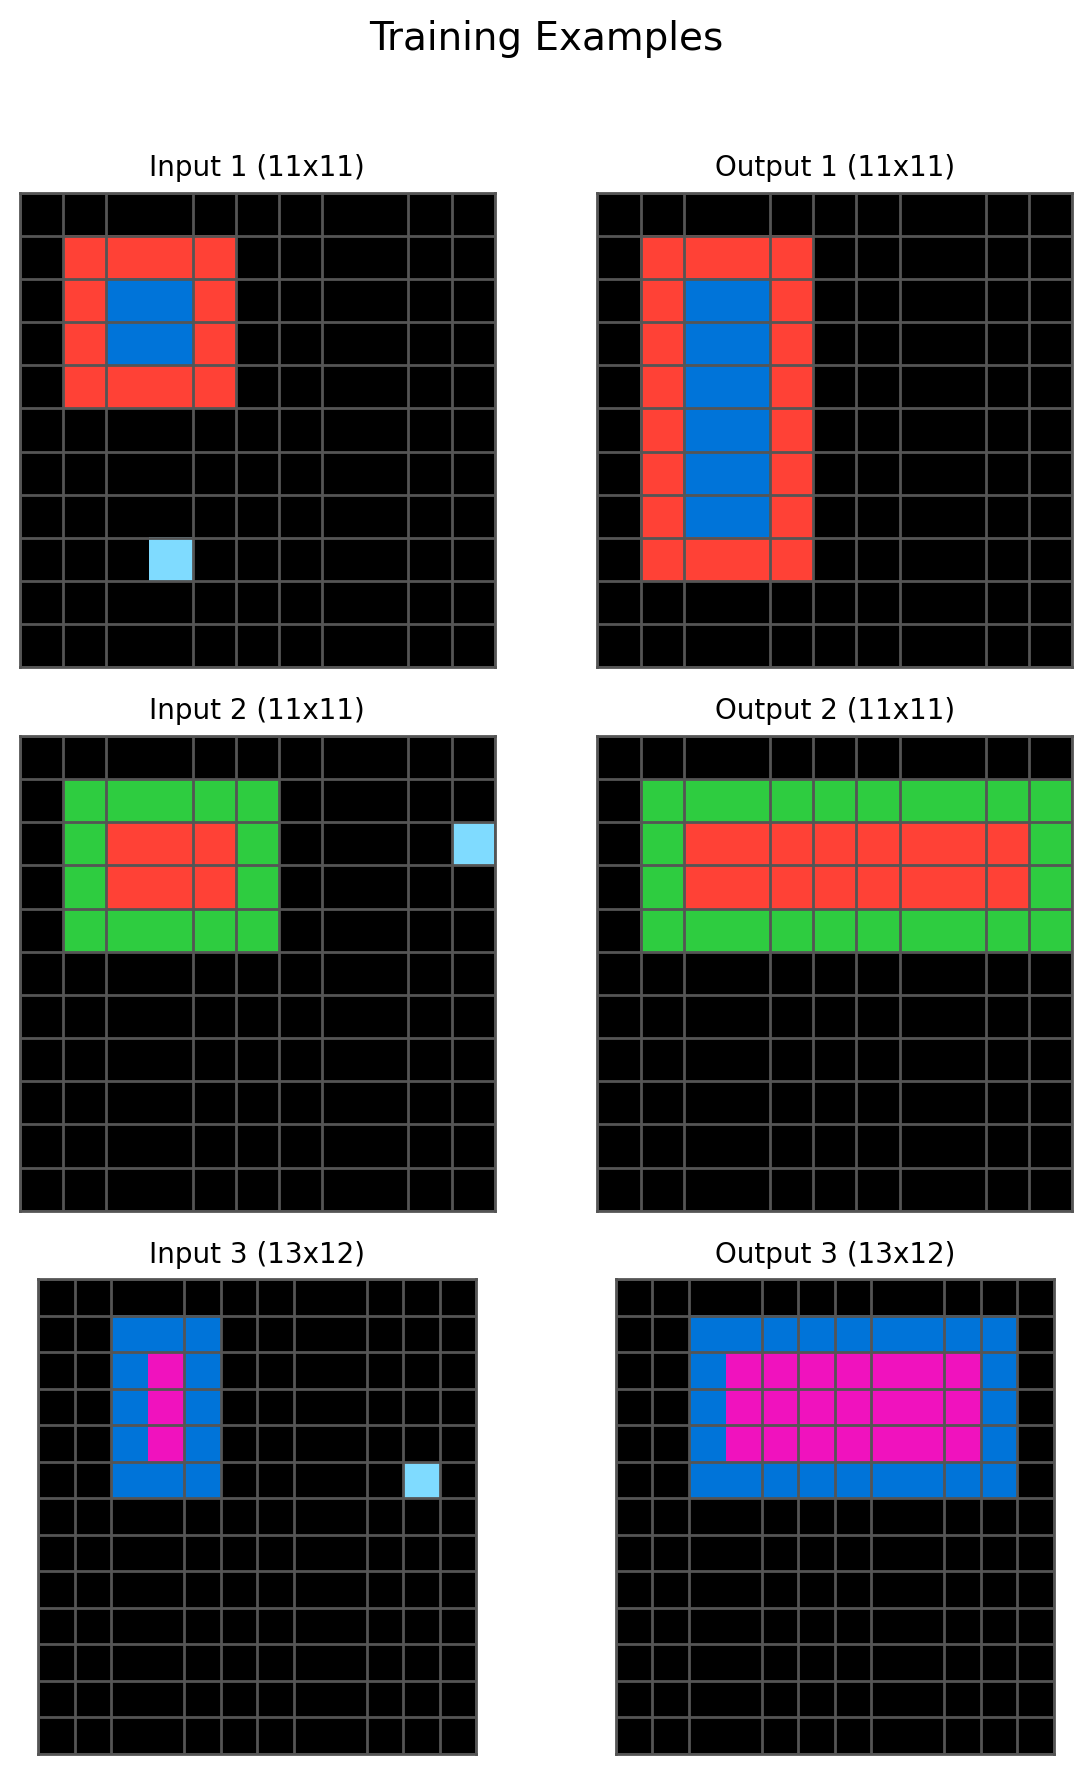 Training Examples
Input 1 (11x11)
Output 1 (11x11)
Input 2 (11x11)
Output 2 (11x11)
Input 3 (13x12)
Output 3 (13x12)